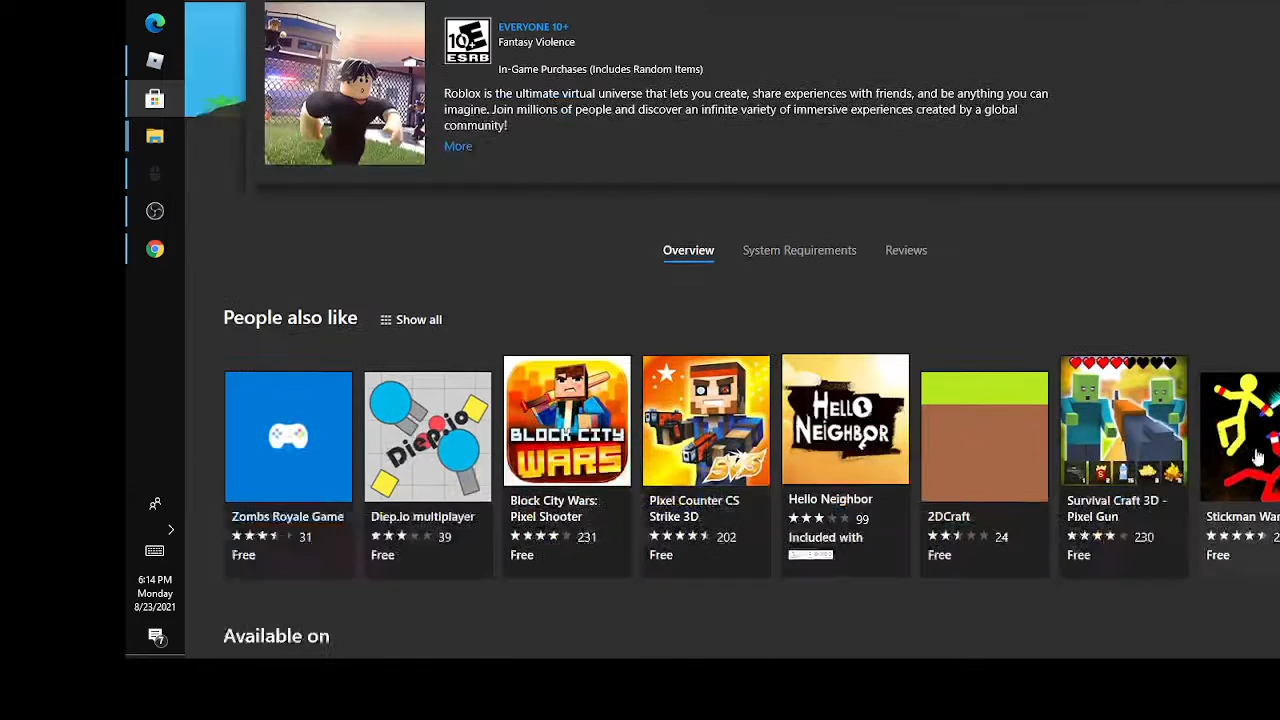 EVERYONE 10+
Fantasy Violence
10+ E
ESRB
In-Game Purchases (Includes Random Items)
Roblox is the ultimate virtual universe that lets you create, share experiences with friends, and be anything you can
imagine. Join millions of people and discover an infinite variety of immersive experiences created by a global
community!
More
Overview
System Requirements
Reviews
People also like
Show all
Diep.io
BLOCK CITY
WARS
5V5
HELLO
NEIGHBOR
Zombs Royale Game
31
Free
Diep.io multiplayer
39
Free
Block City Wars:
Pixel Shooter
231
Free
Pixel Counter CS
Strike 3D
202
Free
Hello Neighbor
99
Included with
2DCraft
24
Free
Survival Craft 3D -
Pixel Gun
230
Free
Stickman War
Free
Available on
6:14 PM
Monday
8/23/2021
7